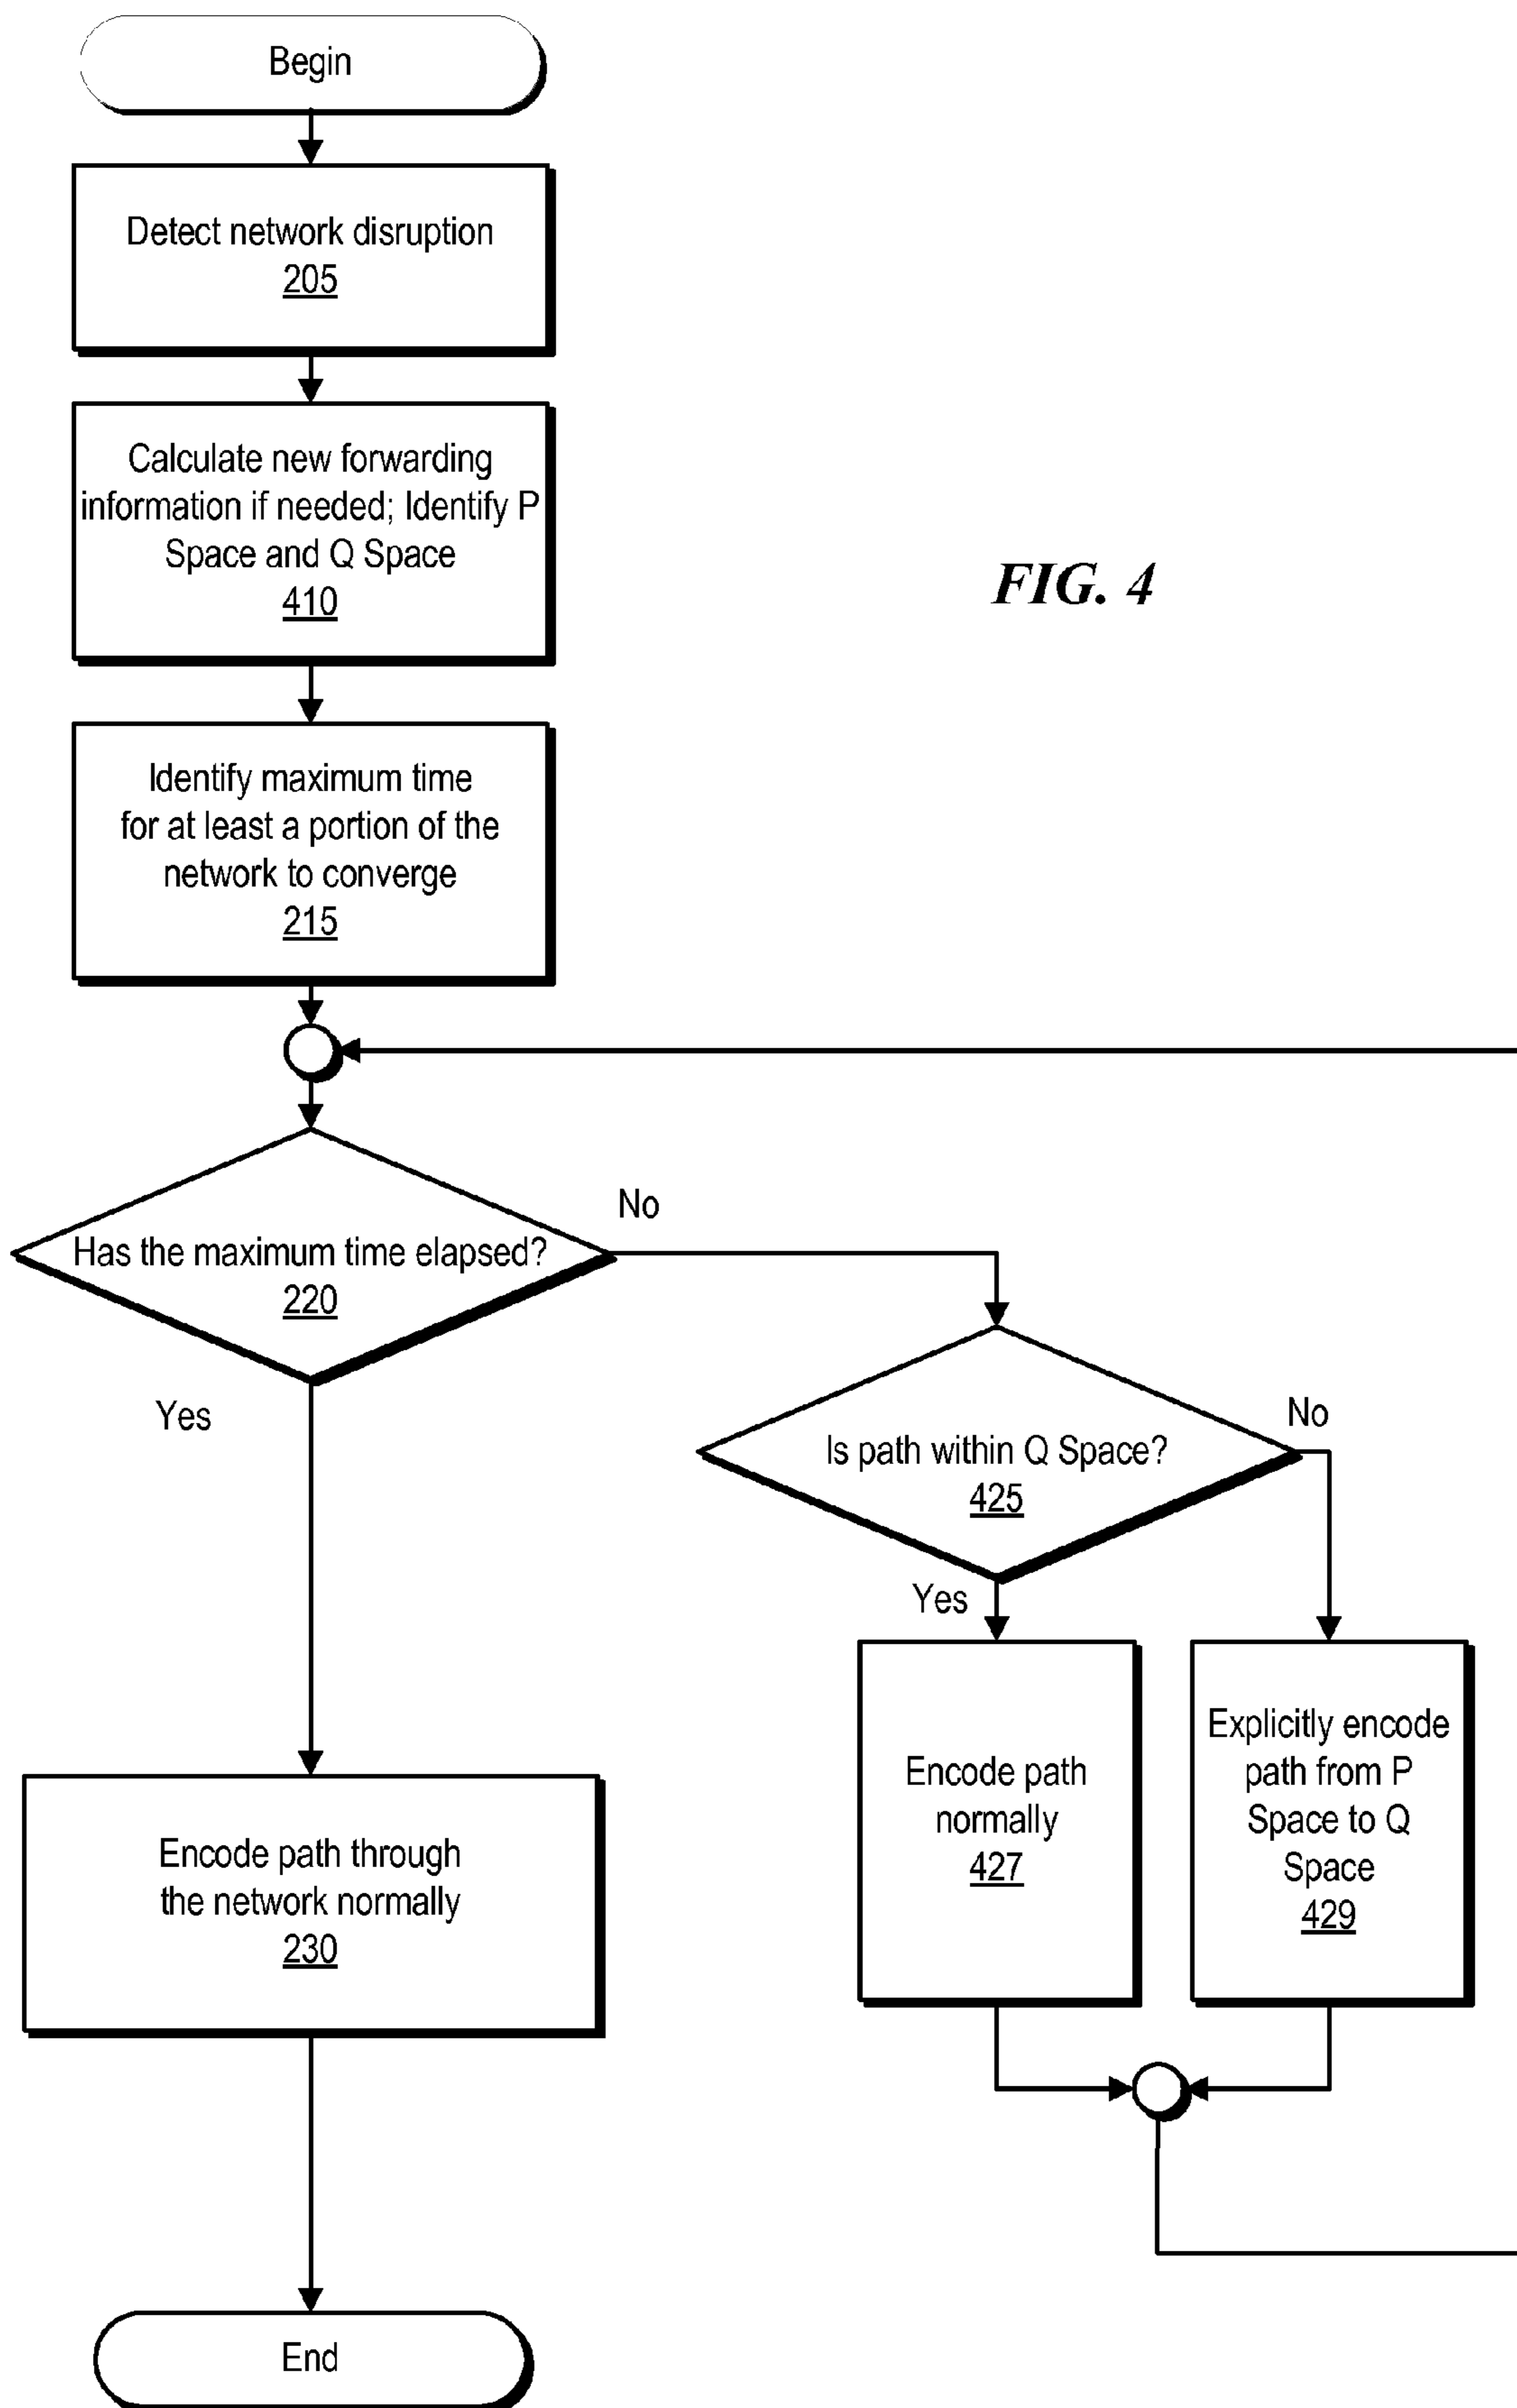 Begin
Detect network disruption
205
Calculate new forwarding
information if needed; Identify P
Space and Q Space
410
FIG. 4
Identify maximum time
for at least a portion of the
network to converge
215
Has the maximum time elapsed?
220
No
Yes
Is path within Q Space?
425
No
Yes
Encode path
normally
427
Explicitly encode
path from P
Space to Q
Space
429
Encode path through
the network normally
230
End